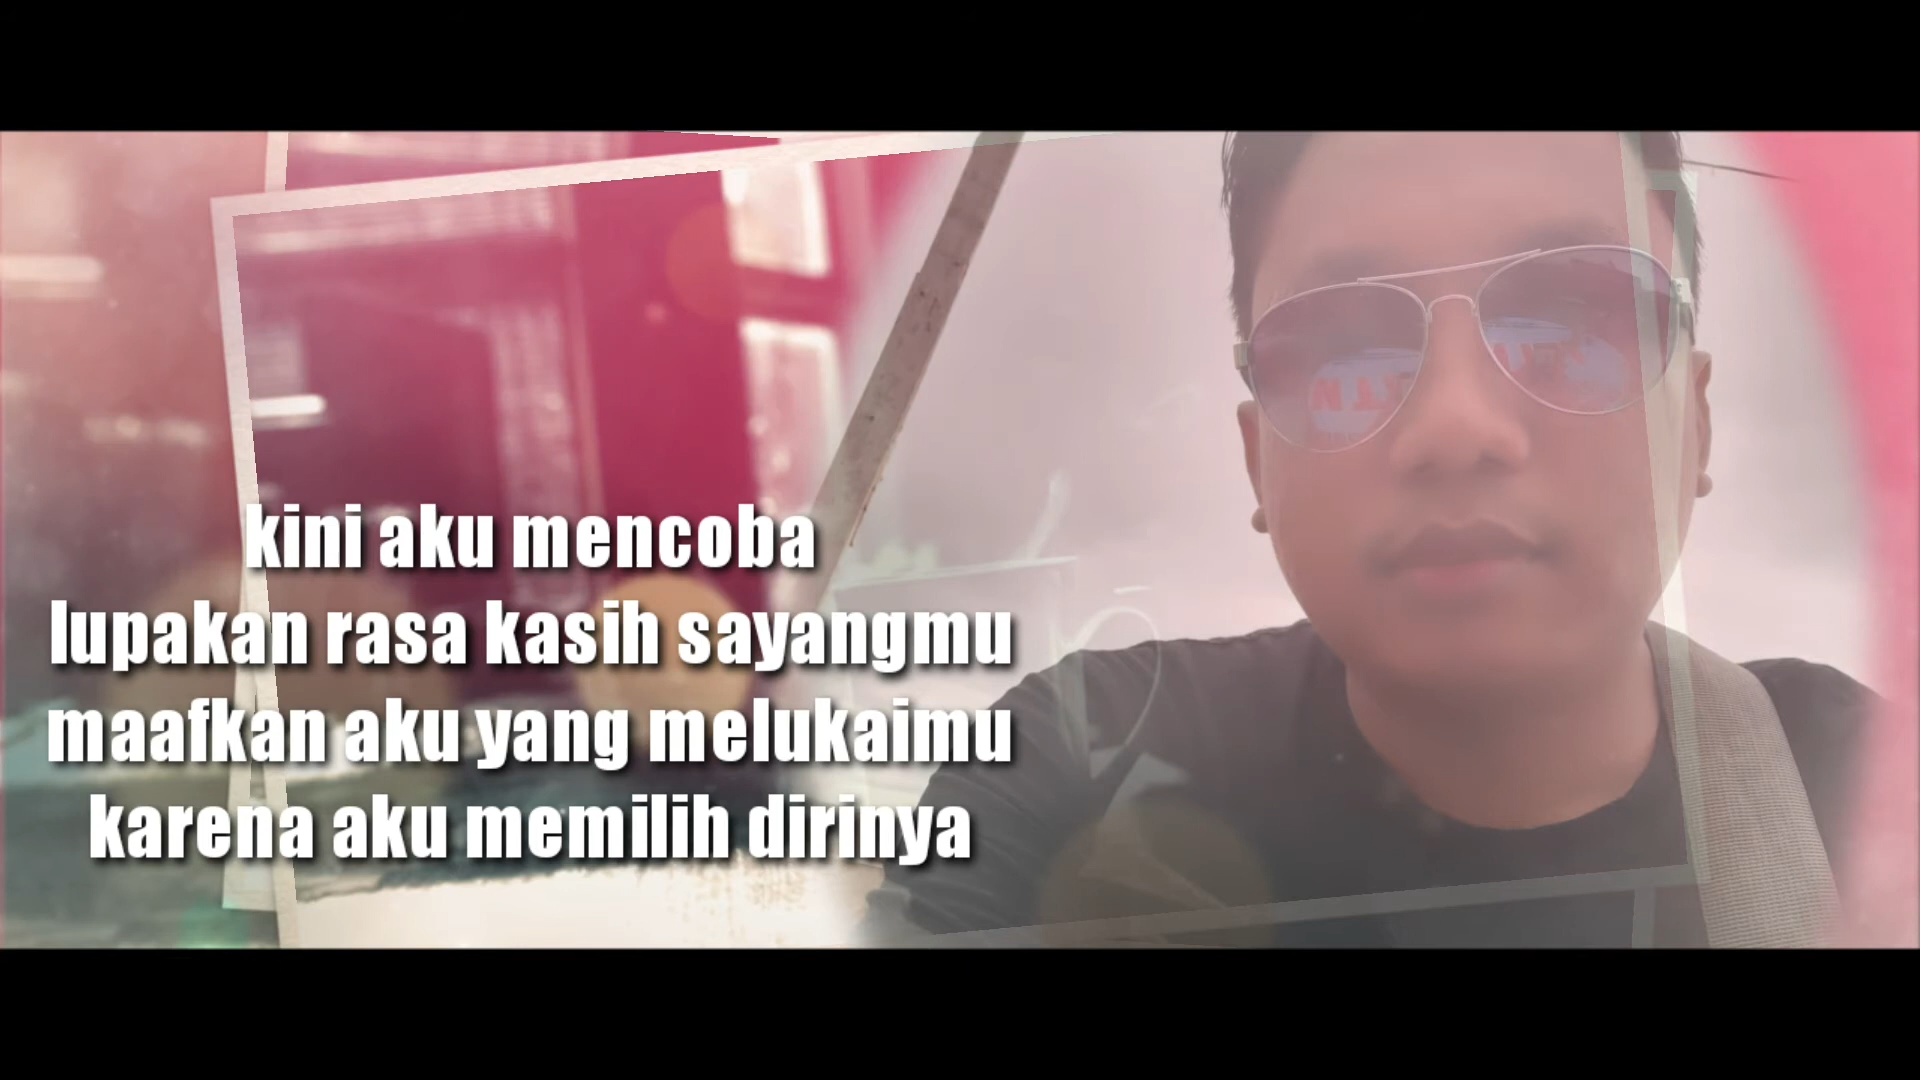 kini aku mencoba
lupakan rasa kasih sayangmu
maafkan aku yang melukaimu
karena aku memilih dirinya